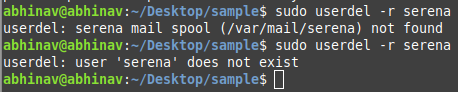 abhinav@abhinav:~/Desktop/sample$ sudo userdel -r serena
userdel: serena mail spool (/var/mail/serena) not found
abhinav@abhinav:~/Desktop/sample$ sudo userdel -r serena
userdel: user 'serena' does not exist
abhinav@abhinav:~/Desktop/sample$